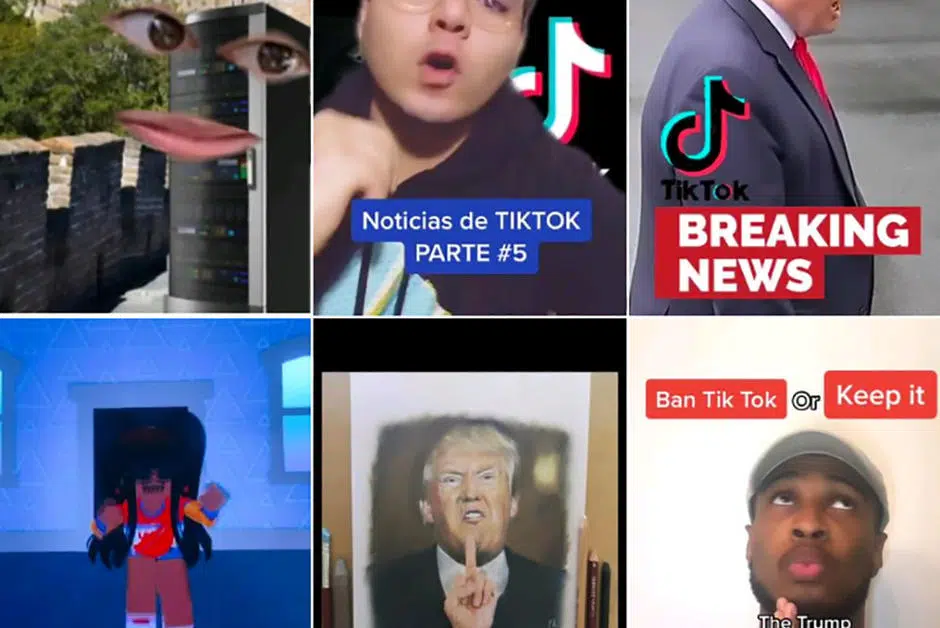 Noticias de TIKTOK
PARTE #5
TikTok
BREAKING
NEWS
Ban Tik Tok Or Keep it
The Trump